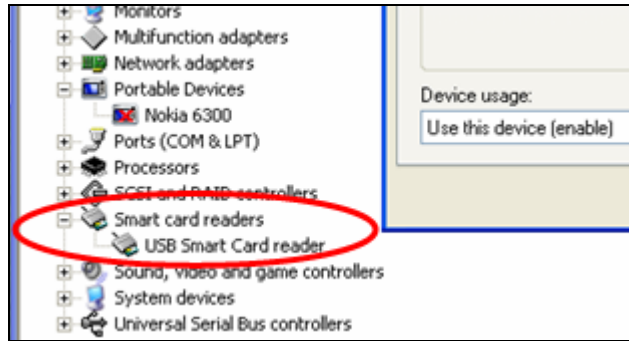 Monitors
Multifunction adapters
Network adapters
Portable Devices
Nokia 6300
Ports (COM & LPT)
Processors
SCSI and RAID controllers
Smart card readers
USB Smart Card reader
Sound, video and game controllers
System devices
Universal Serial Bus controllers
Device usage:
Use this device (enable)